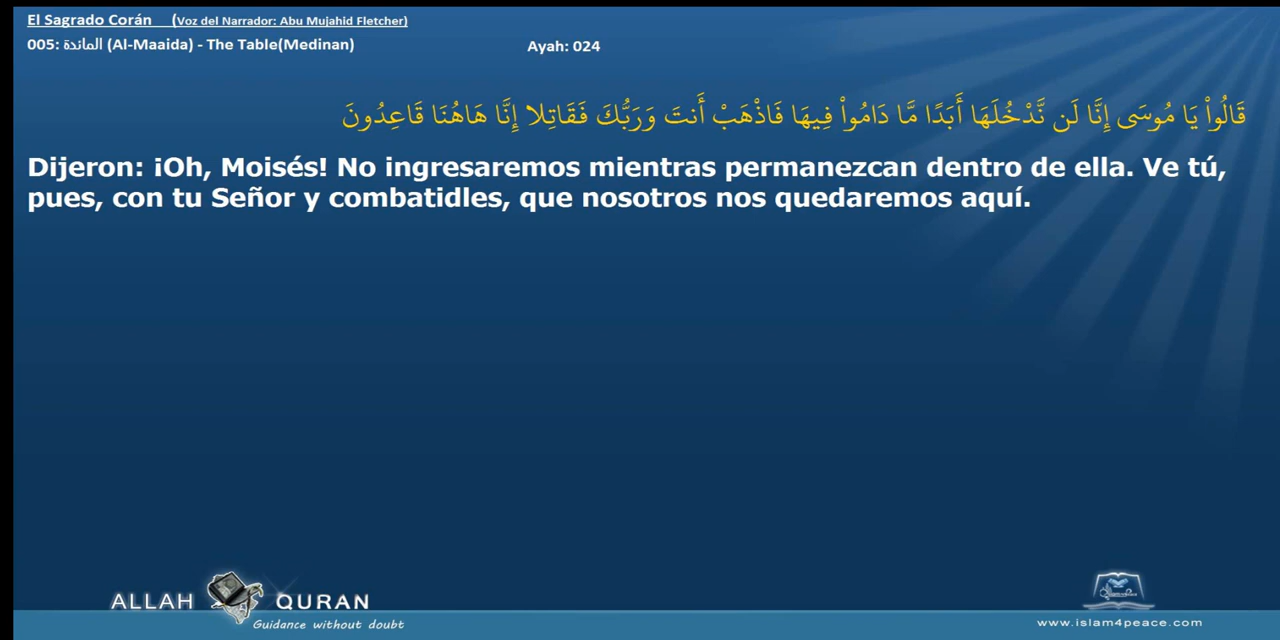 El Sagrado Corán (Voz del Narrador: Abu Mujahid Fletcher)
005: المائدة (Al-Maaida) - The Table(Medinan) Ayah: 024
قَالُواْ يَا مُوسَى إِنَّا لَن نَّدْخُلَهَا أَبَدًا مَّا دَامُواْ فِيهَا فَاذْهَبْ أَنتَ وَرَبُّكَ فَقَاتِلا إِنَّا هَاهُنَا قَاعِدُونَ
Dijeron: ¡Oh, Moisés! No ingresaremos mientras permanezcan dentro de ella. Ve tú,
pues, con tu Señor y combatidles, que nosotros nos quedaremos aquí.
ALLAH QURAN
Guidance without doubt
www.islam4peace.com